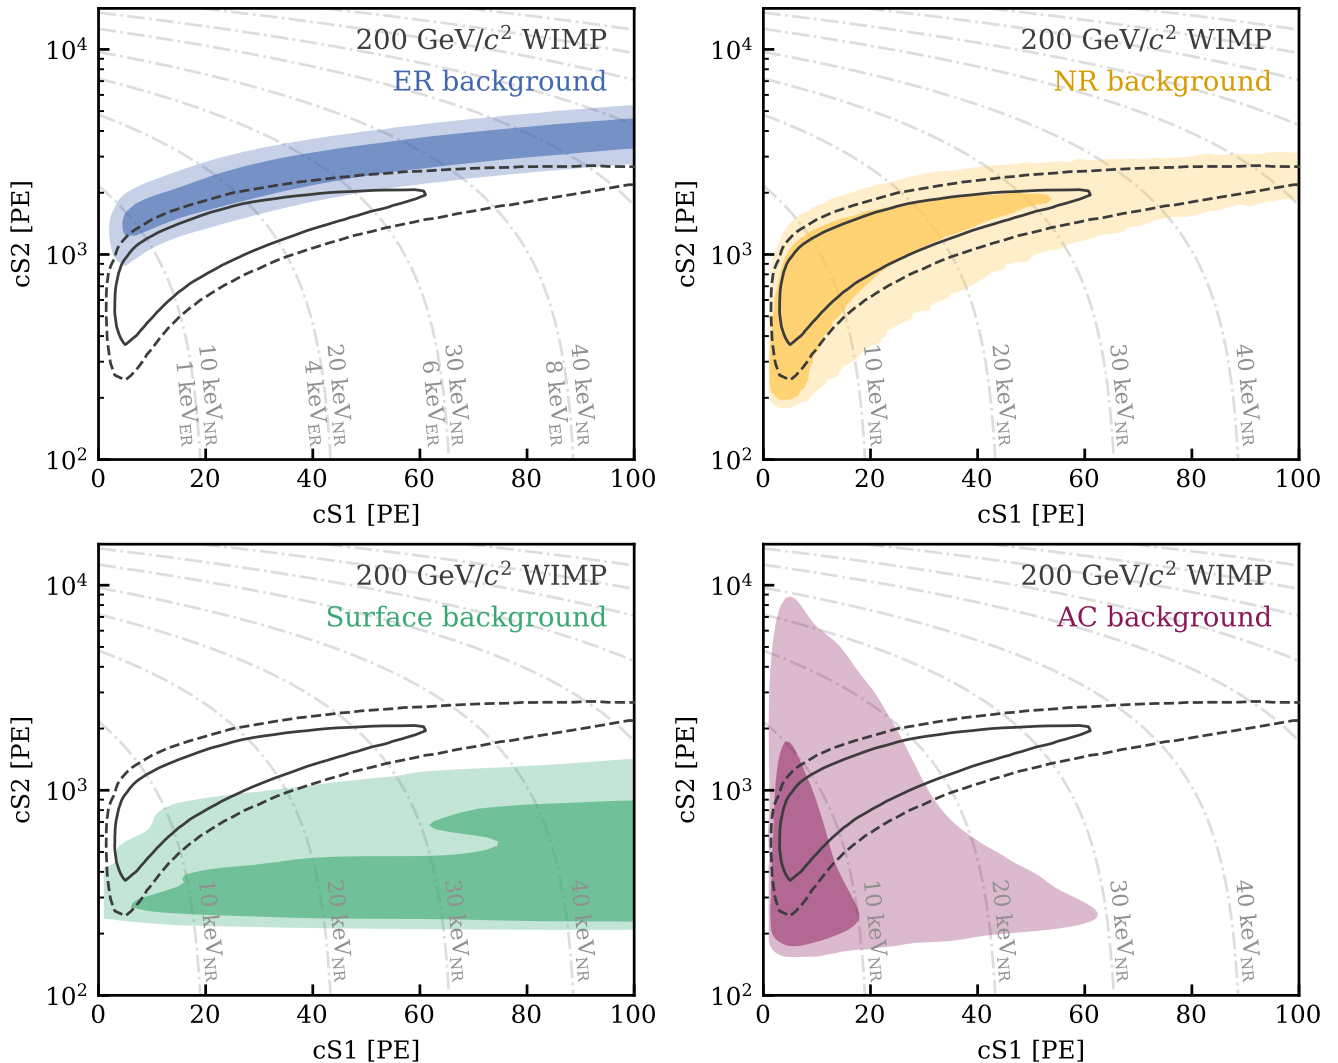 10⁴
10³
10²
cS2 [PE]
200 GeV/c² WIMP
ER background
10 keV_NR
1 keV_ER
20 keV_NR
4 keV_ER
30 keV_NR
6 keV_ER
40 keV_NR
8 keV_ER
0 20 40 60 80 100
cS1 [PE]
10⁴
10³
10²
cS2 [PE]
200 GeV/c² WIMP
NR background
10 keV_NR
20 keV_NR
30 keV_NR
40 keV_NR
0 20 40 60 80 100
cS1 [PE]
10⁴
10³
10²
cS2 [PE]
200 GeV/c² WIMP
Surface background
10 keV_NR
20 keV_NR
30 keV_NR
40 keV_NR
0 20 40 60 80 100
cS1 [PE]
10⁴
10³
10²
cS2 [PE]
200 GeV/c² WIMP
AC background
10 keV_NR
20 keV_NR
30 keV_NR
40 keV_NR
0 20 40 60 80 100
cS1 [PE]